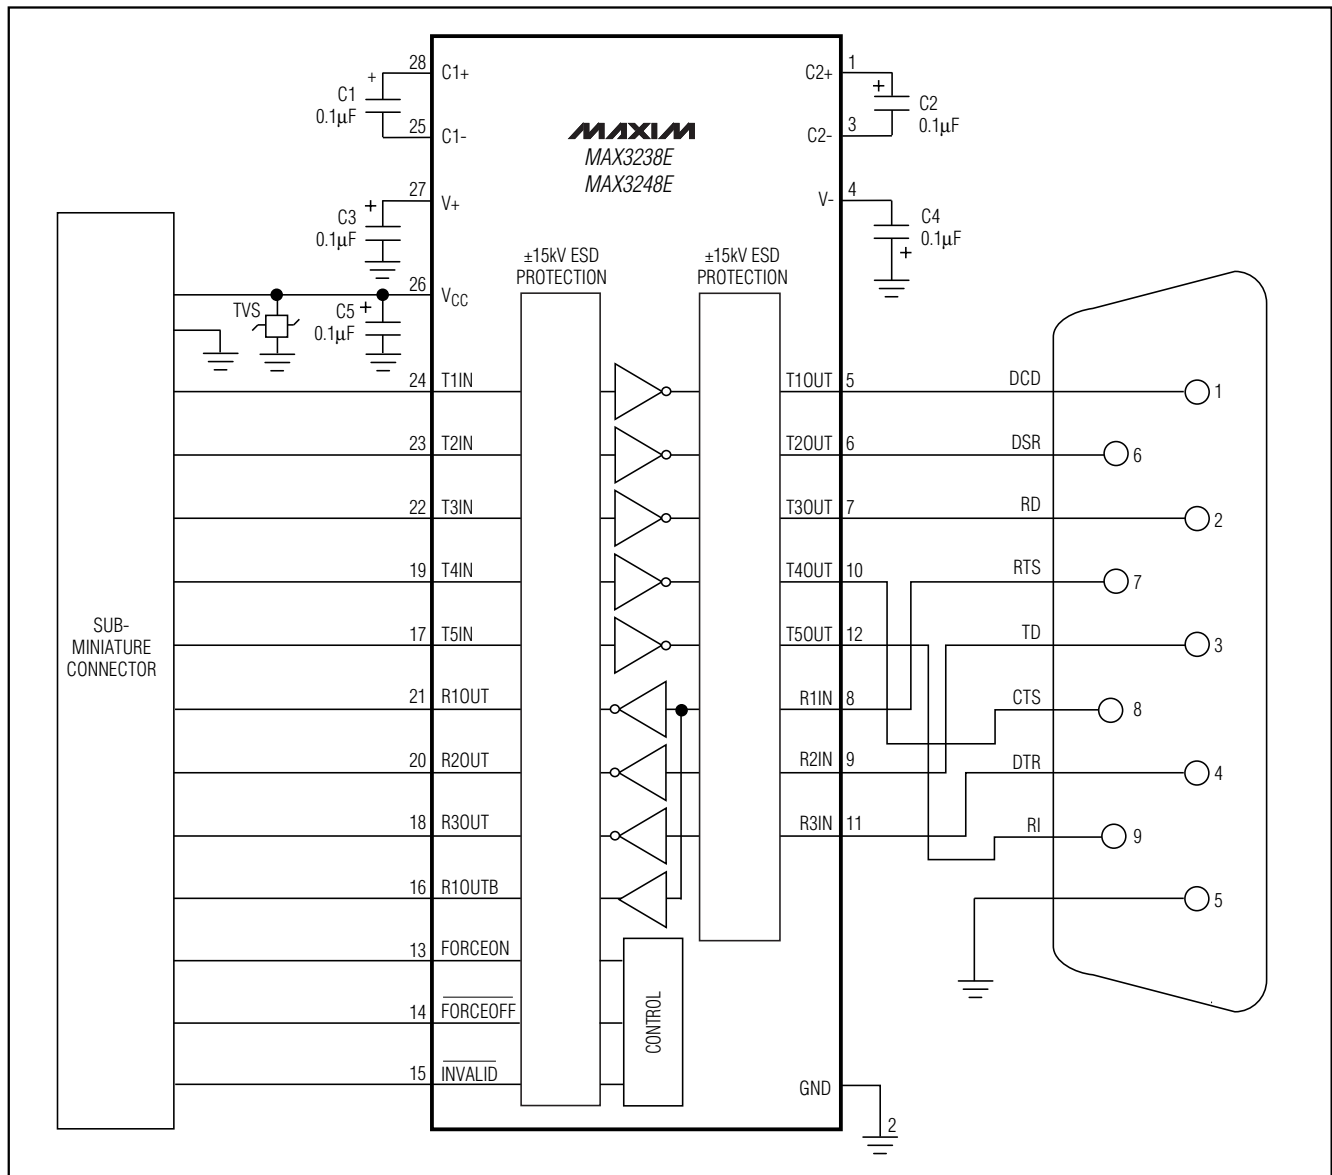 28 C1+
C2+ 1
+
C1
0.1µF
+
C2
0.1µF
25 C1-
C2- 3
MAXIM
MAX3238E
MAX3248E
27 V+
V- 4
+
C3
0.1µF
C4
0.1µF
+
±15kV ESD
PROTECTION
±15kV ESD
PROTECTION
26 VCC
TVS
C5 +
0.1µF
24 T1IN
T1OUT 5
DCD
1
23 T2IN
T2OUT 6
DSR
6
22 T3IN
T3OUT 7
RD
2
19 T4IN
T4OUT 10
RTS
7
17 T5IN
T5OUT 12
TD
3
SUB-
MINIATURE
CONNECTOR
21 R1OUT
R1IN 8
CTS
8
20 R2OUT
R2IN 9
DTR
4
18 R3OUT
R3IN 11
RI
9
16 R1OUTB
5
13 FORCEON
14 FORCEOFF
CONTROL
15 INVALID
GND
2